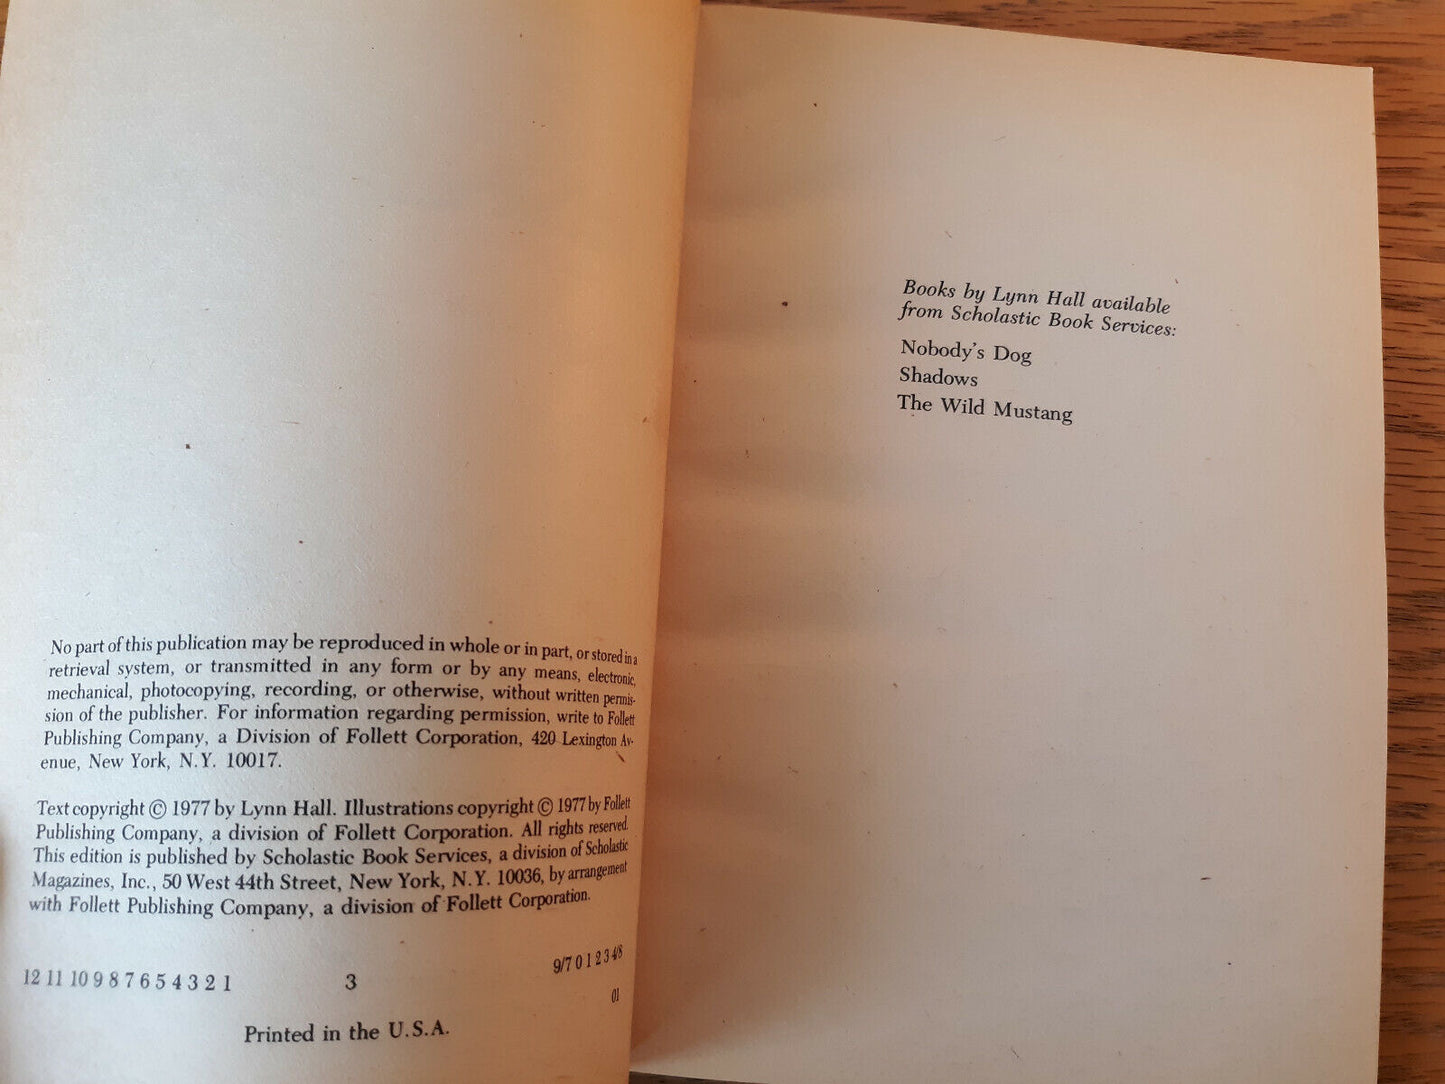 No part of this publication may be reproduced in whole or in part, or stored in a
retrieval system, or transmitted in any form or by any means, electronic,
mechanical, photocopying, recording, or otherwise, without written permis-
sion of the publisher. For information regarding permission, write to Follett
Publishing Company, a Division of Follett Corporation, 420 Lexington Av-
enue, New York, N.Y. 10017.
Text copyright © 1977 by Lynn Hall. Illustrations copyright © 1977 by Follett
Publishing Company, a division of Follett Corporation. All rights reserved.
This edition is published by Scholastic Book Services, a division of Scholastic
Magazines, Inc., 50 West 44th Street, New York, N.Y. 10036, by arrangement
with Follett Publishing Company, a division of Follett Corporation.
12 11 10 9 8 7 6 5 4 3 2 1 3 9/7 0 1 2 3 4/8
01
Printed in the U.S.A.
Books by Lynn Hall available
from Scholastic Book Services:
Nobody's Dog
Shadows
The Wild Mustang